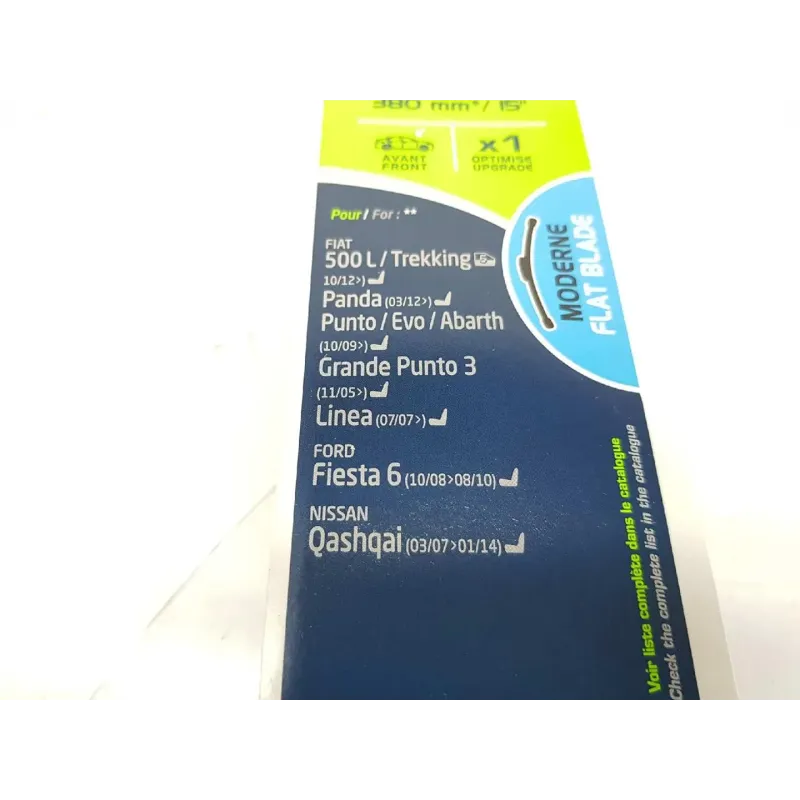 380 mm*/ 15"
AVANT
FRONT
x1
OPTIMISE
UPGRADE
Pour/ For : **
FIAT
500 L / Trekking
10/12>)
Panda (03/12>)
Punto / Evo / Abarth
(10/09>)
Grande Punto 3
(11/05>)
Linea (07/07>)
FORD
Fiesta 6 (10/08>08/10)
NISSAN
Qashqai (03/07>01/14)
MODERNE
FLAT BLADE
Voir liste complète dans le catalogue
Check the complete list in the catalogue